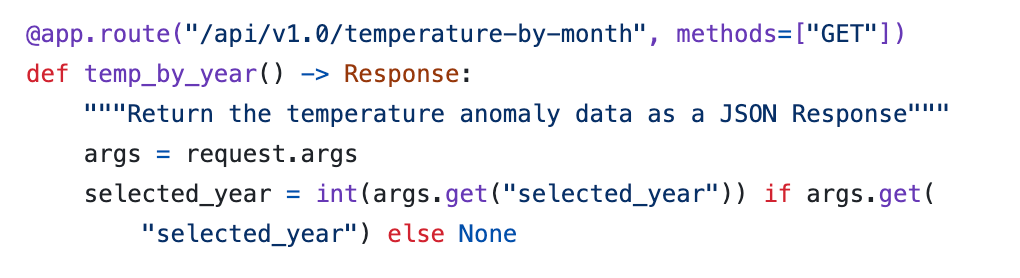 @app.route("/api/v1.0/temperature-by-month", methods=["GET"])
def temp_by_year() -> Response:
    """Return the temperature anomaly data as a JSON Response"""
    args = request.args
    selected_year = int(args.get("selected_year")) if args.get(
        "selected_year") else None